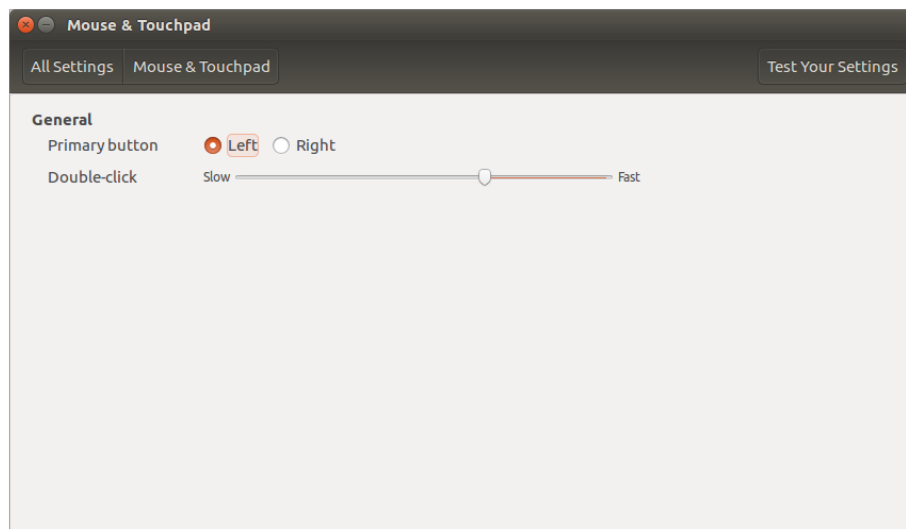 Mouse & Touchpad
All Settings Mouse & Touchpad Test Your Settings
General
Primary button Left Right
Double-click Slow Fast